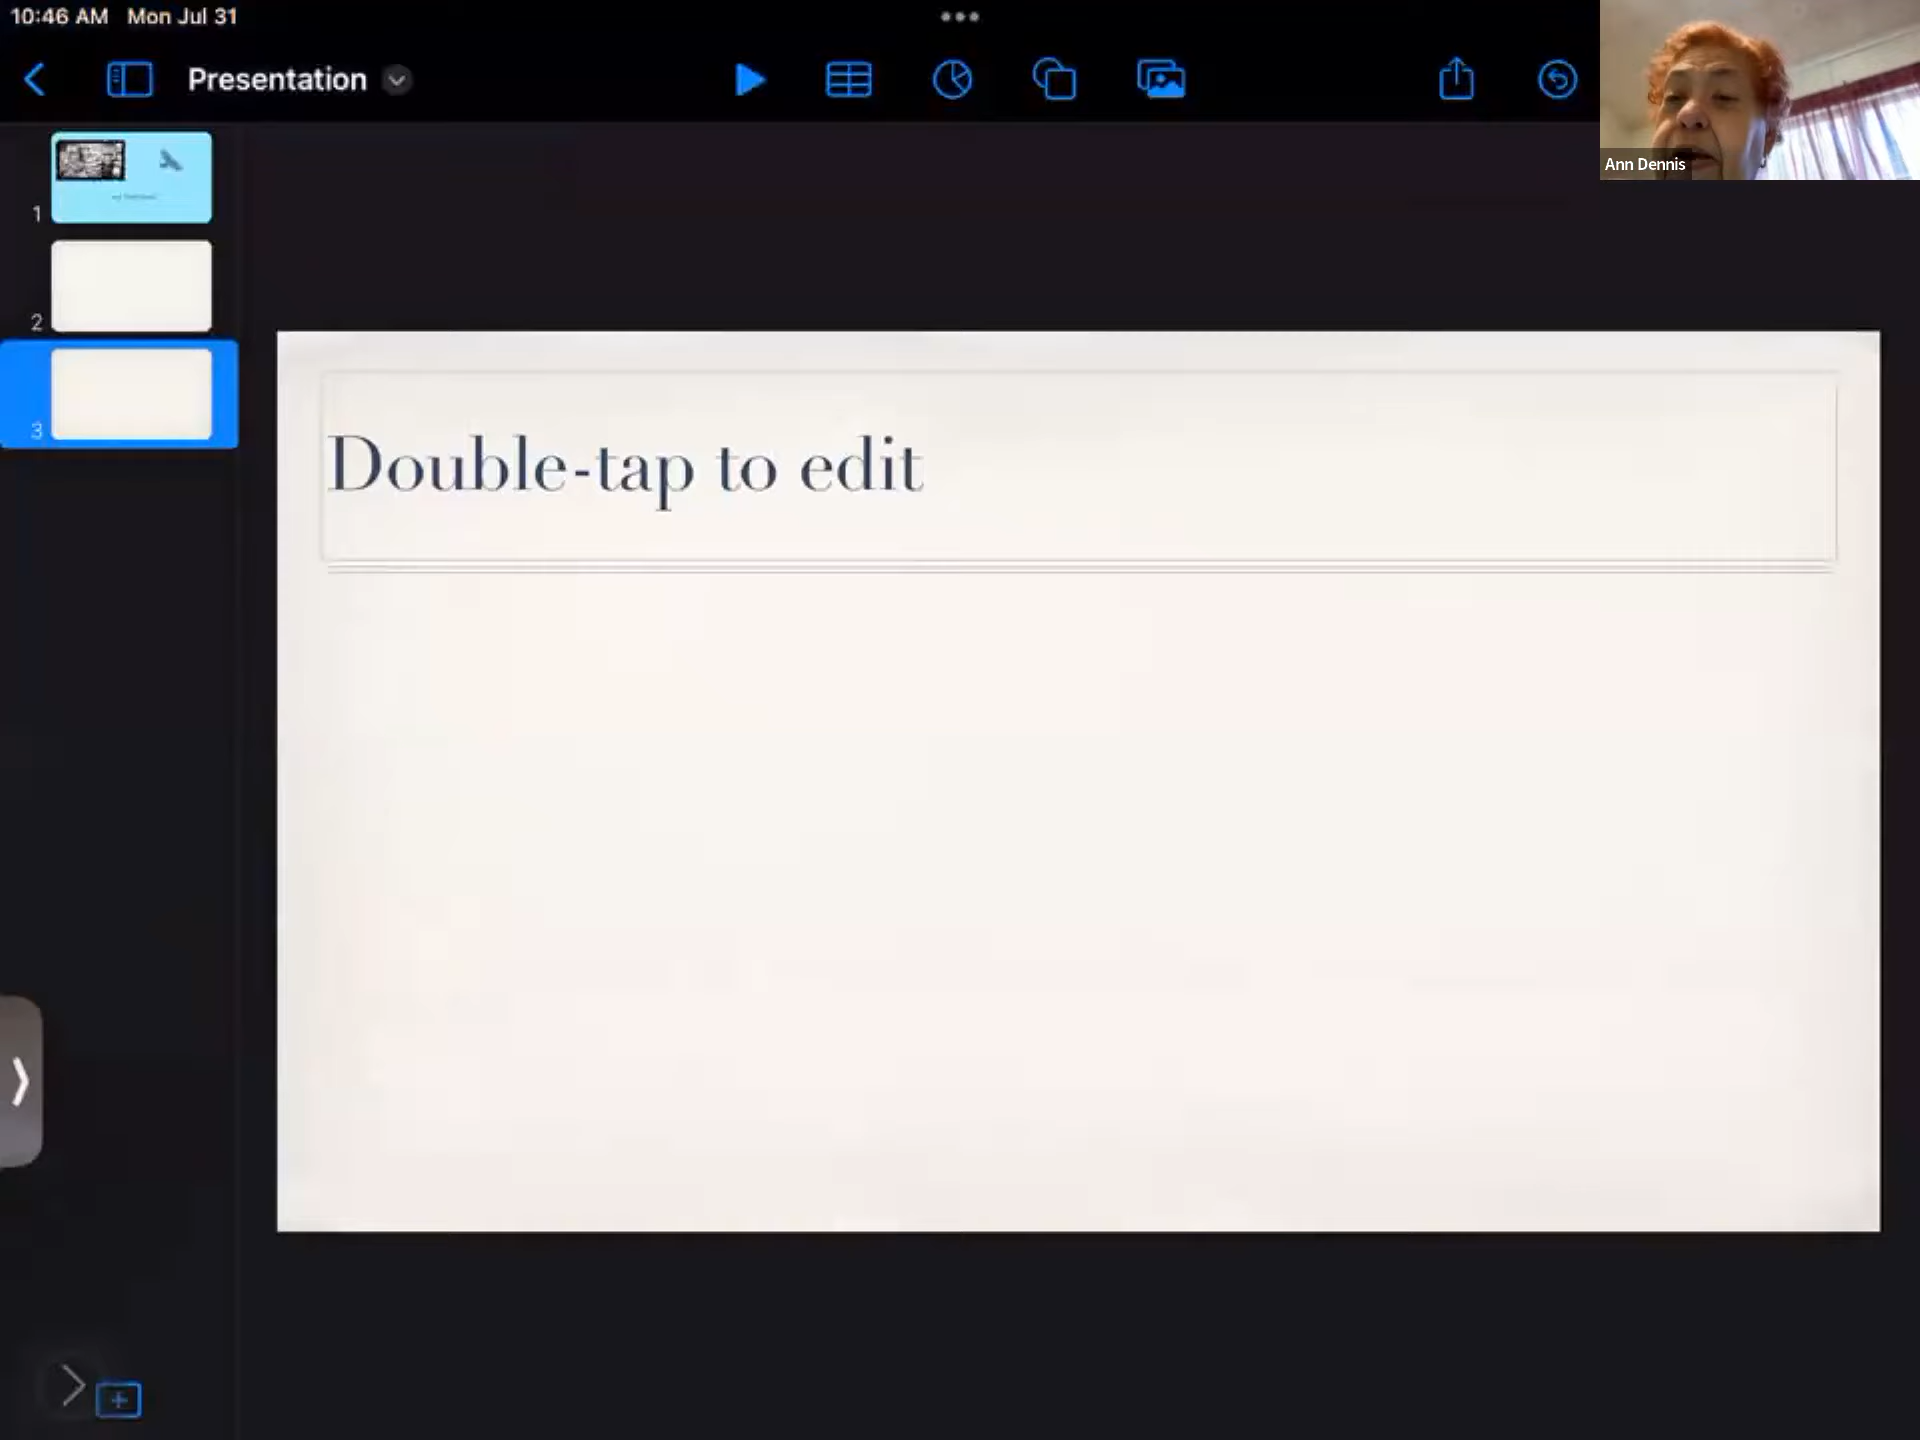 10:46 AM Mon Jul 31
Presentation
Ann Dennis
1
2
3
Double-tap to edit